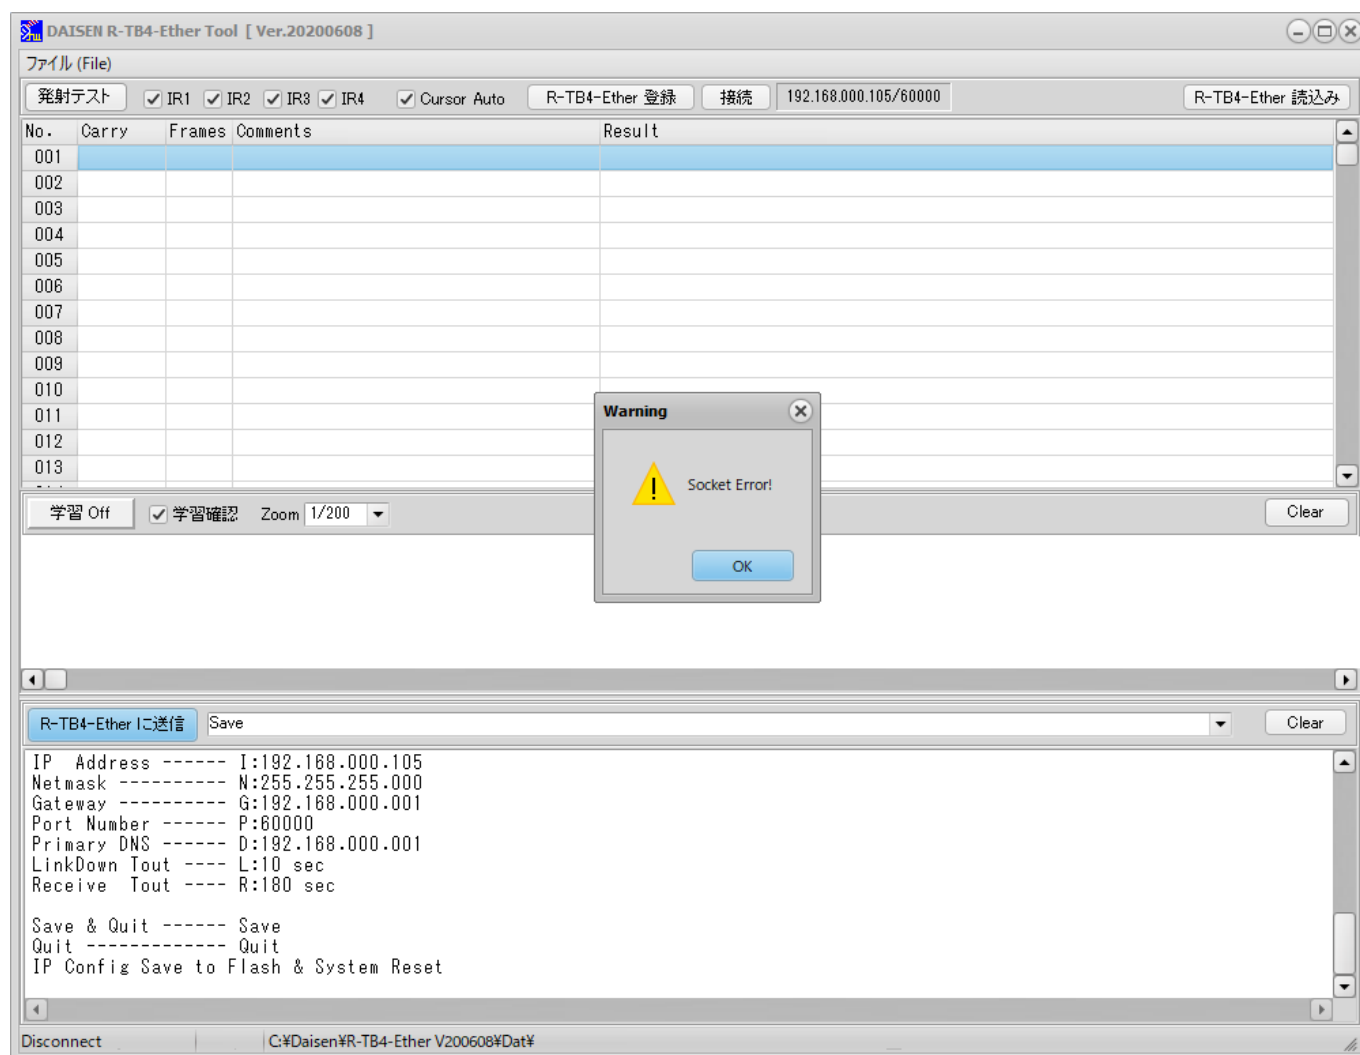 DAISEN R-TB4-Ether Tool [ Ver.20200608 ]
ファイル (File)
発射テスト IR1 IR2 IR3 IR4 Cursor Auto R-TB4-Ether 登録 接続 192.168.000.105/60000 R-TB4-Ether 読込み
No. Carry Frames Comments Result
001
002
003
004
005
006
007
008
009
010
011
012
013
Warning
Socket Error!
OK
学習 Off 学習確認 Zoom 1/200 Clear
R-TB4-Ether に送信 Save Clear
IP Address ------ I:192.168.000.105
Netmask ---------- N:255.255.255.000
Gateway ---------- G:192.168.000.001
Port Number ------ P:60000
Primary DNS ------ D:192.168.000.001
LinkDown Tout ---- L:10 sec
Receive Tout ---- R:180 sec
Save & Quit ------ Save
Quit ------------- Quit
IP Config Save to Flash & System Reset
Disconnect C:¥Daisen¥R-TB4-Ether V200608¥Dat¥